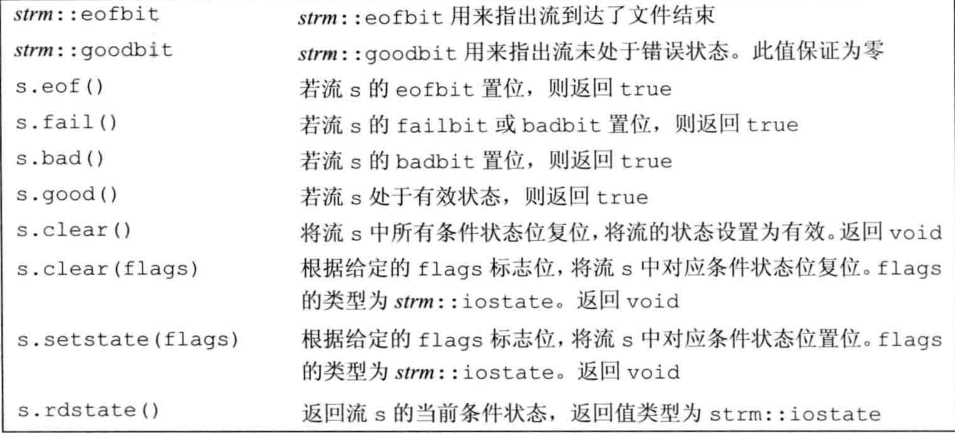 strm::eofbit strm::eofbit 用来指出流到达了文件结束
strm::goodbit strm::goodbit 用来指出流未处于错误状态。此值保证为零
s.eof() 若流 s 的 eofbit 置位，则返回 true
s.fail() 若流 s 的 failbit 或 badbit 置位，则返回 true
s.bad() 若流 s 的 badbit 置位，则返回 true
s.good() 若流 s 处于有效状态，则返回 true
s.clear() 将流 s 中所有条件状态位复位，将流的状态设置为有效。返回 void
s.clear(flags) 根据给定的 flags 标志位，将流 s 中对应条件状态位复位。flags
的类型为 strm::iostate。返回 void
s.setstate(flags) 根据给定的 flags 标志位，将流 s 中对应条件状态位置位。flags
的类型为 strm::iostate。返回 void
s.rdstate() 返回流 s 的当前条件状态，返回值类型为 strm::iostate